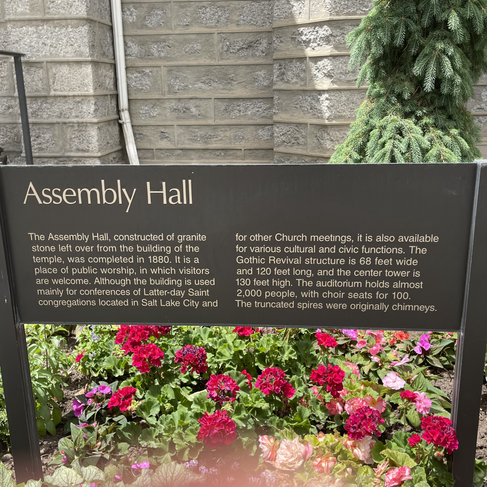 Assembly Hall
The Assembly Hall, constructed of granite
stone left over from the building of the
temple, was completed in 1880. It is a
place of public worship, in which visitors
are welcome. Although the building is used
mainly for conferences of Latter-day Saint
congregations located in Salt Lake City and
for other Church meetings, it is also available
for various cultural and civic functions. The
Gothic Revival structure is 68 feet wide
and 120 feet long, and the center tower is
130 feet high. The auditorium holds almost
2,000 people, with choir seats for 100.
The truncated spires were originally chimneys.